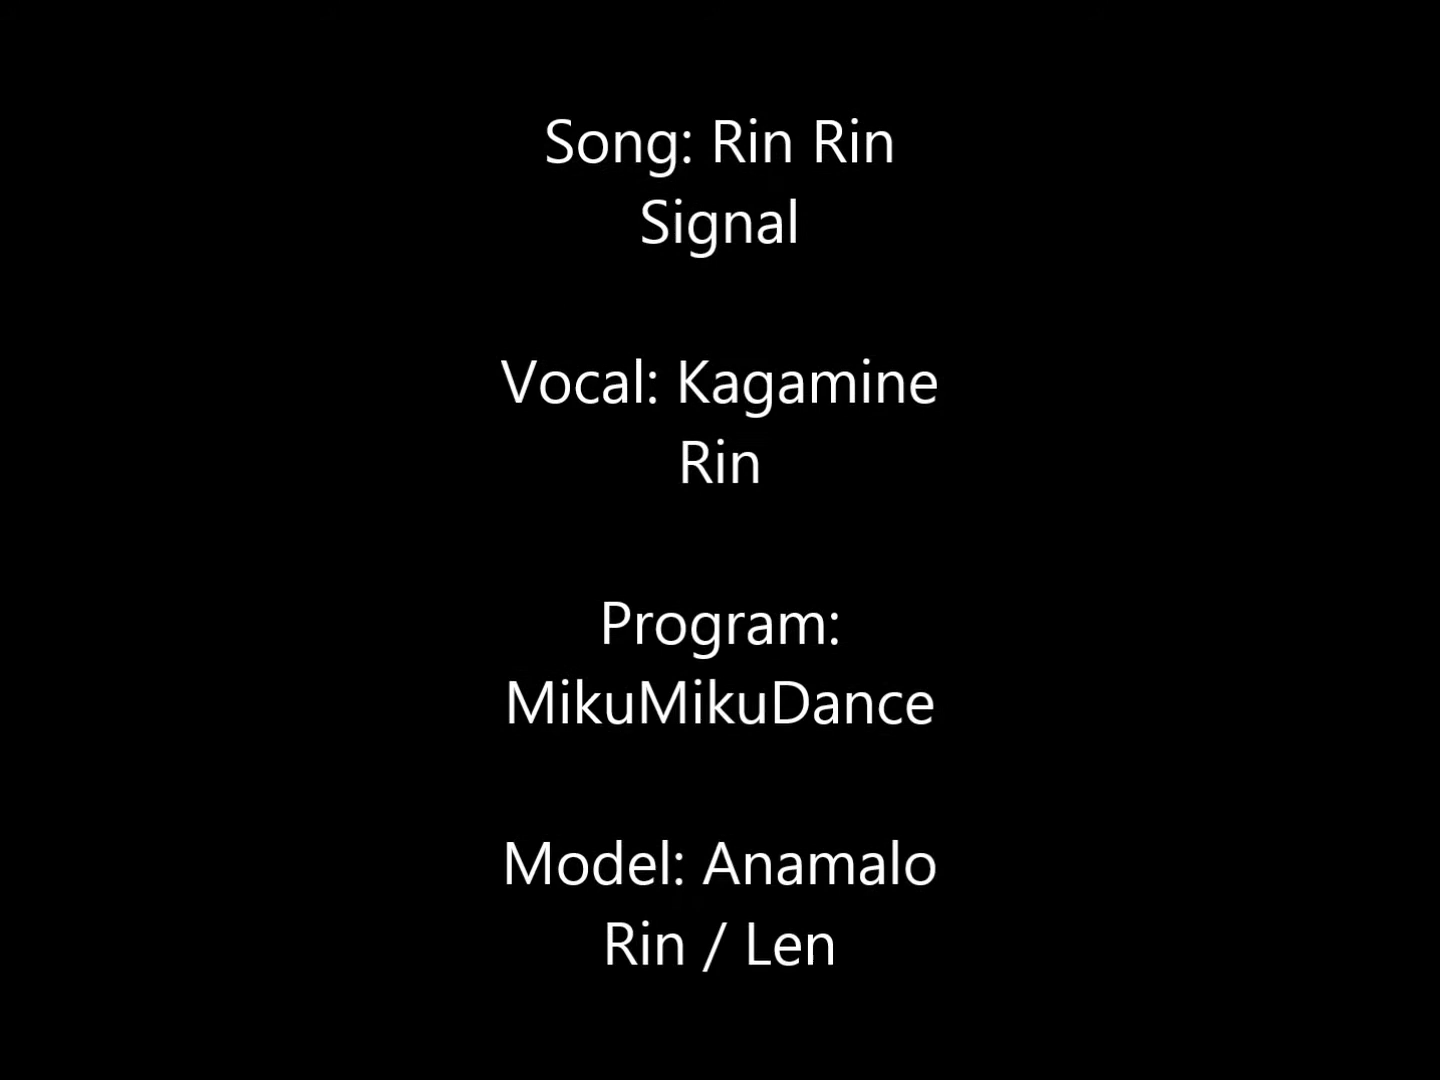 Song: Rin Rin
Signal
Vocal: Kagamine
Rin
Program:
MikuMikuDance
Model: Anamalo
Rin / Len